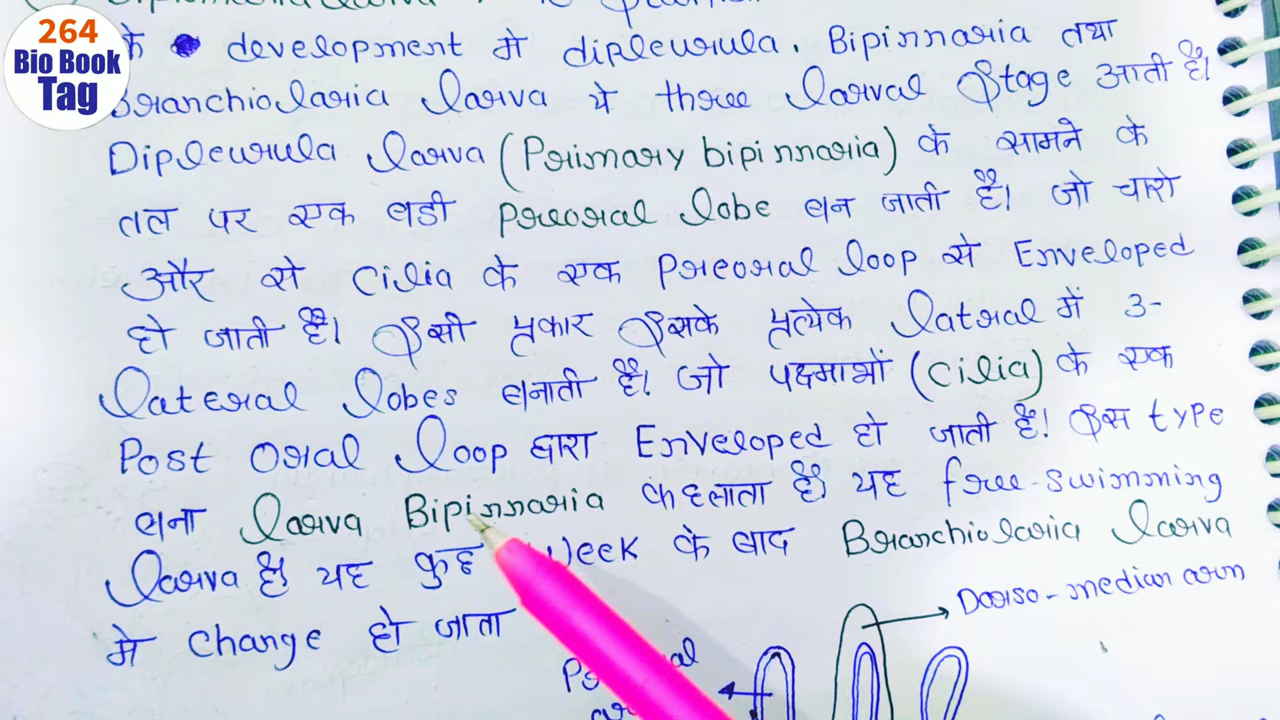 264
Bio Book
Tag
के development मे dipleurula, Bipinnaria तथा
Branchiolaria larva ये three larval stage आती है।
Dipleurula larva (Primary bipinnaria) के सामने के
तल पर एक बडी Preoral lobe बन जाती है। जो चारो
और से cilia के एक Preoral loop से Enveloped
हो जाती है। इसी प्रकार इसके प्रत्येक latral में 3-
lateral lobes बनाती है। जो पक्ष्माभों (cilia) के एक
Post oral loop द्वारा Enveloped हो जाती है। इस type
बना larva Bipinnaria कहलाता है। यह free-swimming
larva है। यह कुछ week के बाद Branchiolaria larva
मे change हो जाता
Dorso-median arm